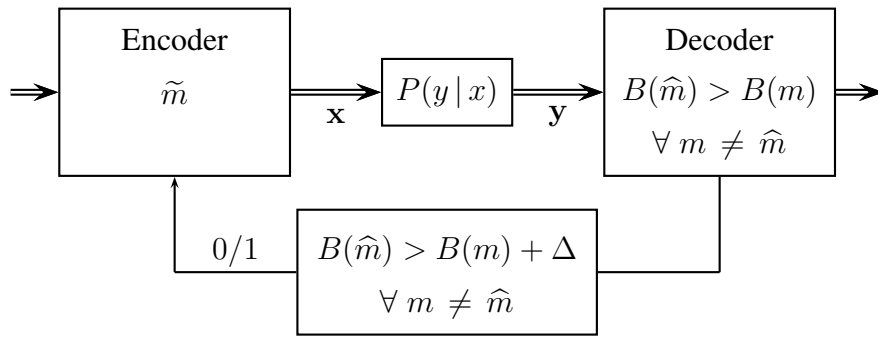 Encoder
m̃
x
P(y | x)
y
Decoder
B(m̂) > B(m)
∀ m ≠ m̂
0/1
B(m̂) > B(m) + Δ
∀ m ≠ m̂